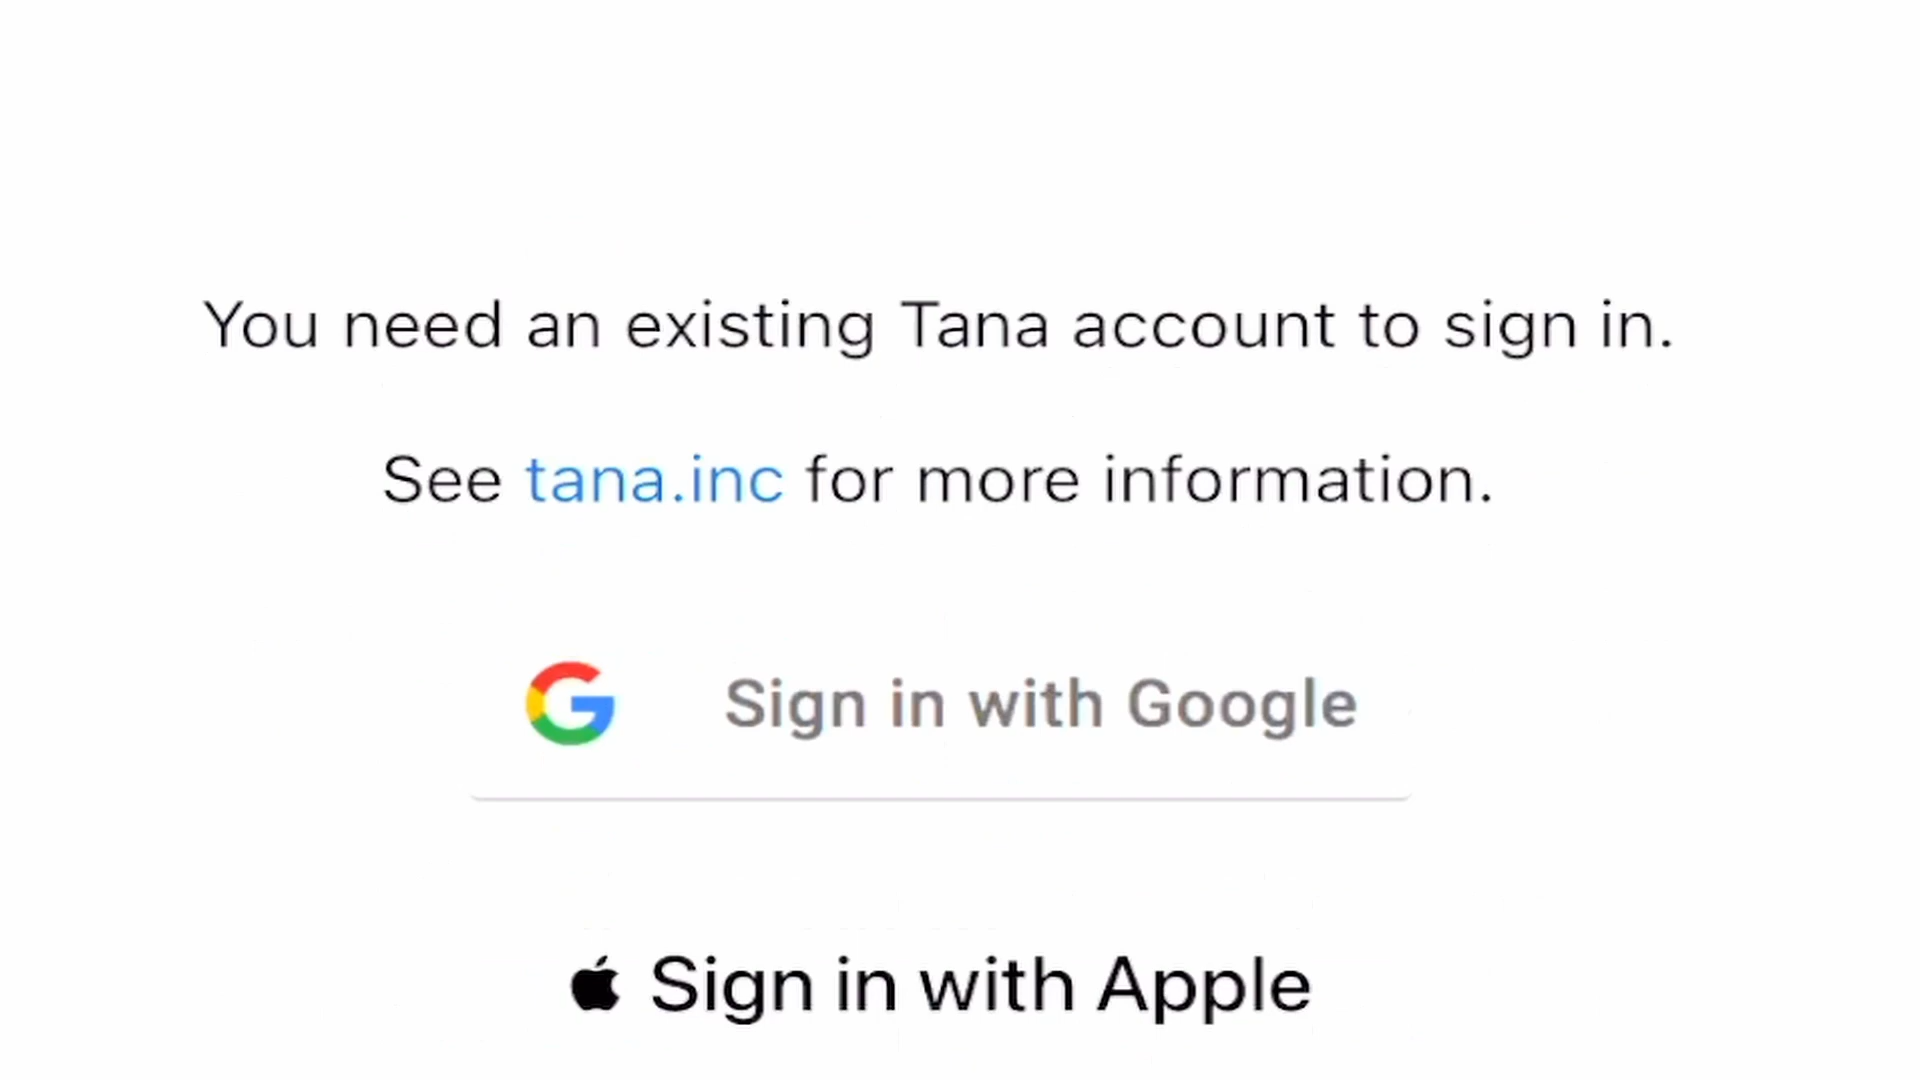 You need an existing Tana account to sign in.
See tana.inc for more information.
Sign in with Google
Sign in with Apple